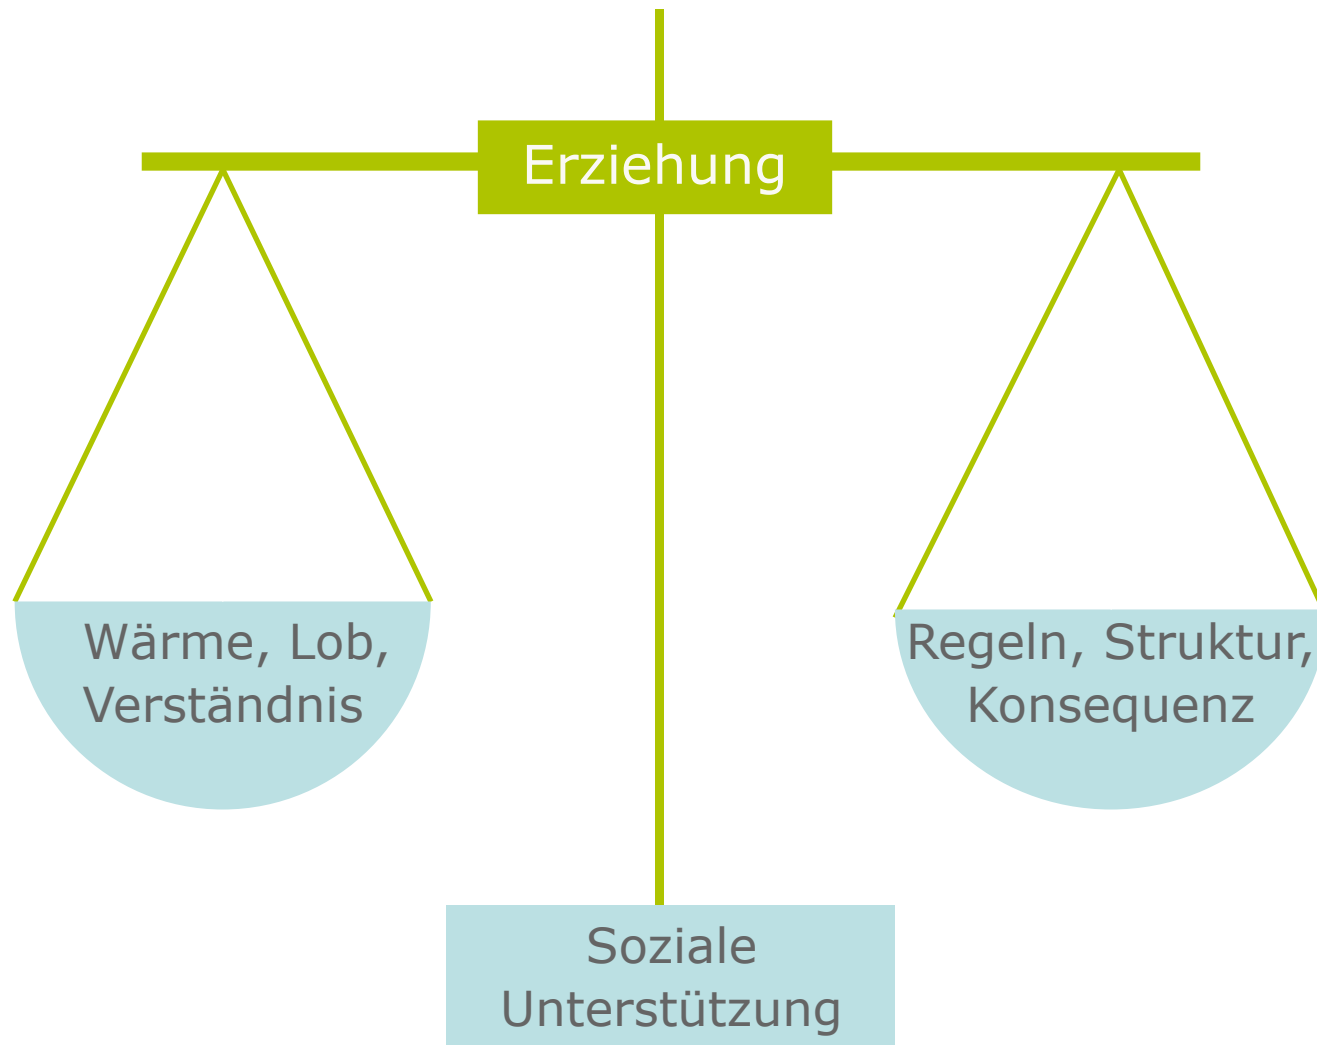 Erziehung
Wärme, Lob,
Verständnis
Regeln, Struktur,
Konsequenz
Soziale
Unterstützung